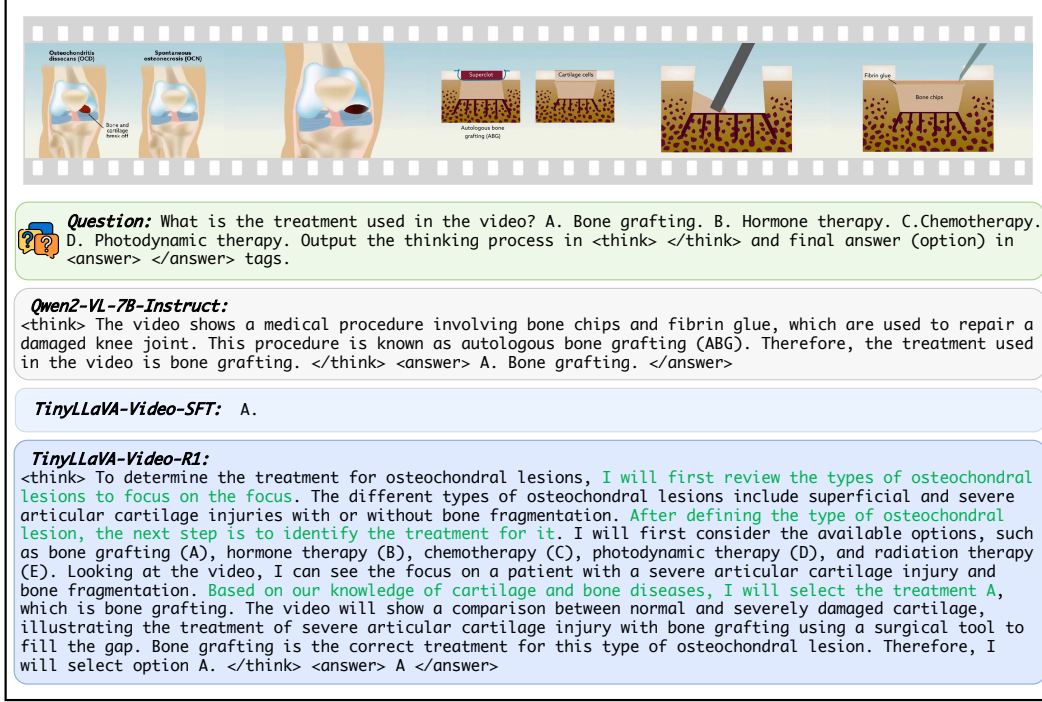 Osteochondritis
dissecans (OCD)
Spontaneous
osteonecrosis (OCN)
Bone and
cartilage
break off
Superclot
Cartilage cells
Autologous bone
grafting (ABG)
Fibrin glue
Bone chips
Question: What is the treatment used in the video? A. Bone grafting. B. Hormone therapy. C.Chemotherapy.
D. Photodynamic therapy. Output the thinking process in <think> </think> and final answer (option) in
<answer> </answer> tags.
Qwen2-VL-7B-Instruct:
<think> The video shows a medical procedure involving bone chips and fibrin glue, which are used to repair a
damaged knee joint. This procedure is known as autologous bone grafting (ABG). Therefore, the treatment used
in the video is bone grafting. </think> <answer> A. Bone grafting. </answer>
TinyLLaVA-Video-SFT: A.
TinyLLaVA-Video-R1:
<think> To determine the treatment for osteochondral lesions, I will first review the types of osteochondral
lesions to focus on the focus. The different types of osteochondral lesions include superficial and severe
articular cartilage injuries with or without bone fragmentation. After defining the type of osteochondral
lesion, the next step is to identify the treatment for it. I will first consider the available options, such
as bone grafting (A), hormone therapy (B), chemotherapy (C), photodynamic therapy (D), and radiation therapy
(E). Looking at the video, I can see the focus on a patient with a severe articular cartilage injury and
bone fragmentation. Based on our knowledge of cartilage and bone diseases, I will select the treatment A,
which is bone grafting. The video will show a comparison between normal and severely damaged cartilage,
illustrating the treatment of severe articular cartilage injury with bone grafting using a surgical tool to
fill the gap. Bone grafting is the correct treatment for this type of osteochondral lesion. Therefore, I
will select option A. </think> <answer> A </answer>